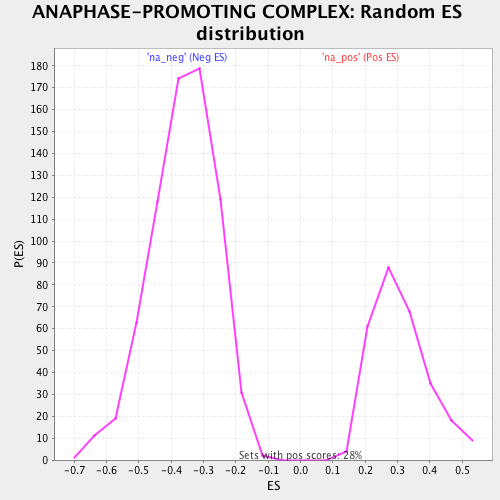 ANAPHASE-PROMOTING COMPLEX: Random ES
distribution
'na_neg' (Neg ES)
'na_pos' (Pos ES)
180
170
160
150
140
130
120
110
100
90
80
70
60
50
40
30
20
10
0
P(ES)
Sets with pos scores: 28%
-0.7 -0.6 -0.5 -0.4 -0.3 -0.2 -0.1 0.0 0.1 0.2 0.3 0.4 0.5
ES